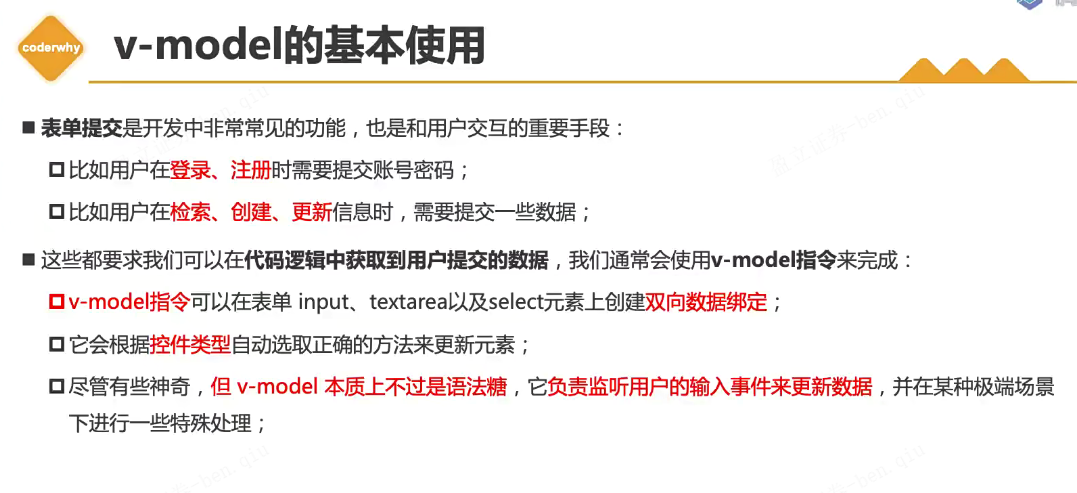 coderwhy
v-model的基本使用
表单提交是开发中非常常见的功能，也是和用户交互的重要手段：
比如用户在登录、注册时需要提交账号密码；
比如用户在检索、创建、更新信息时，需要提交一些数据；
这些都要求我们可以在代码逻辑中获取到用户提交的数据，我们通常会使用v-model指令来完成：
v-model指令可以在表单 input、textarea以及select元素上创建双向数据绑定；
它会根据控件类型自动选取正确的方法来更新元素；
尽管有些神奇，但 v-model 本质上不过是语法糖，它负责监听用户的输入事件来更新数据，并在某种极端场景
下进行一些特殊处理；